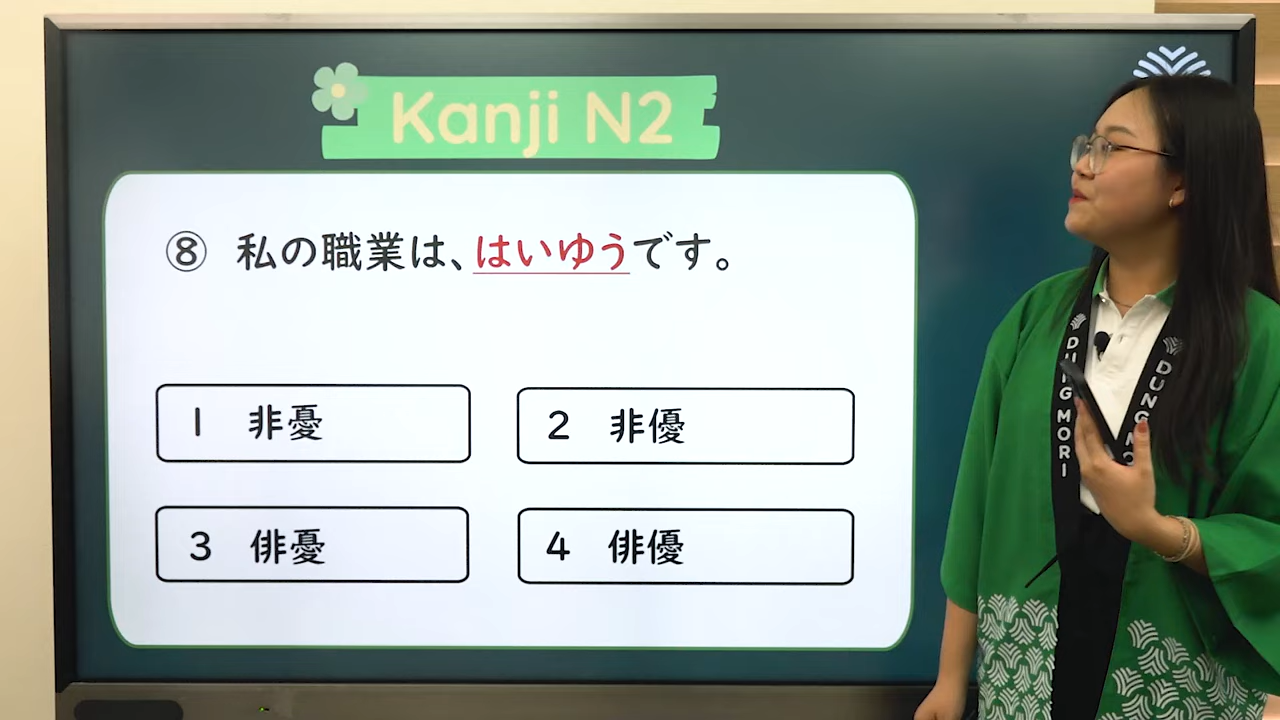 Kanji N2
⑧ 私の職業は、はいゆうです。
1 非憂
2 非優
3 俳憂
4 俳優
DUNG MORI
DUNG MO